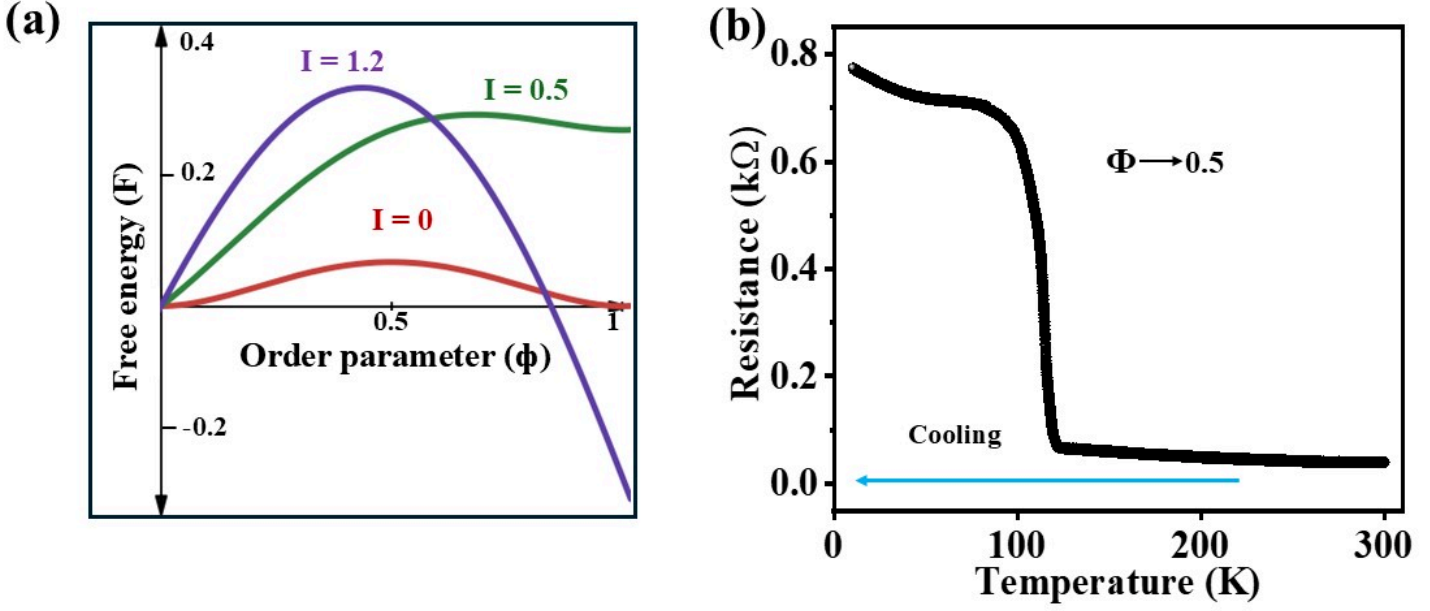 (a)
0.4
I = 1.2
I = 0.5
0.2
I = 0
0.5
1
Order parameter (ϕ)
Free energy (F)
-0.2
(b)
0.8
0.6
0.4
0.2
0.0
Resistance (kΩ)
Φ→0.5
Cooling
0
100
200
300
Temperature (K)